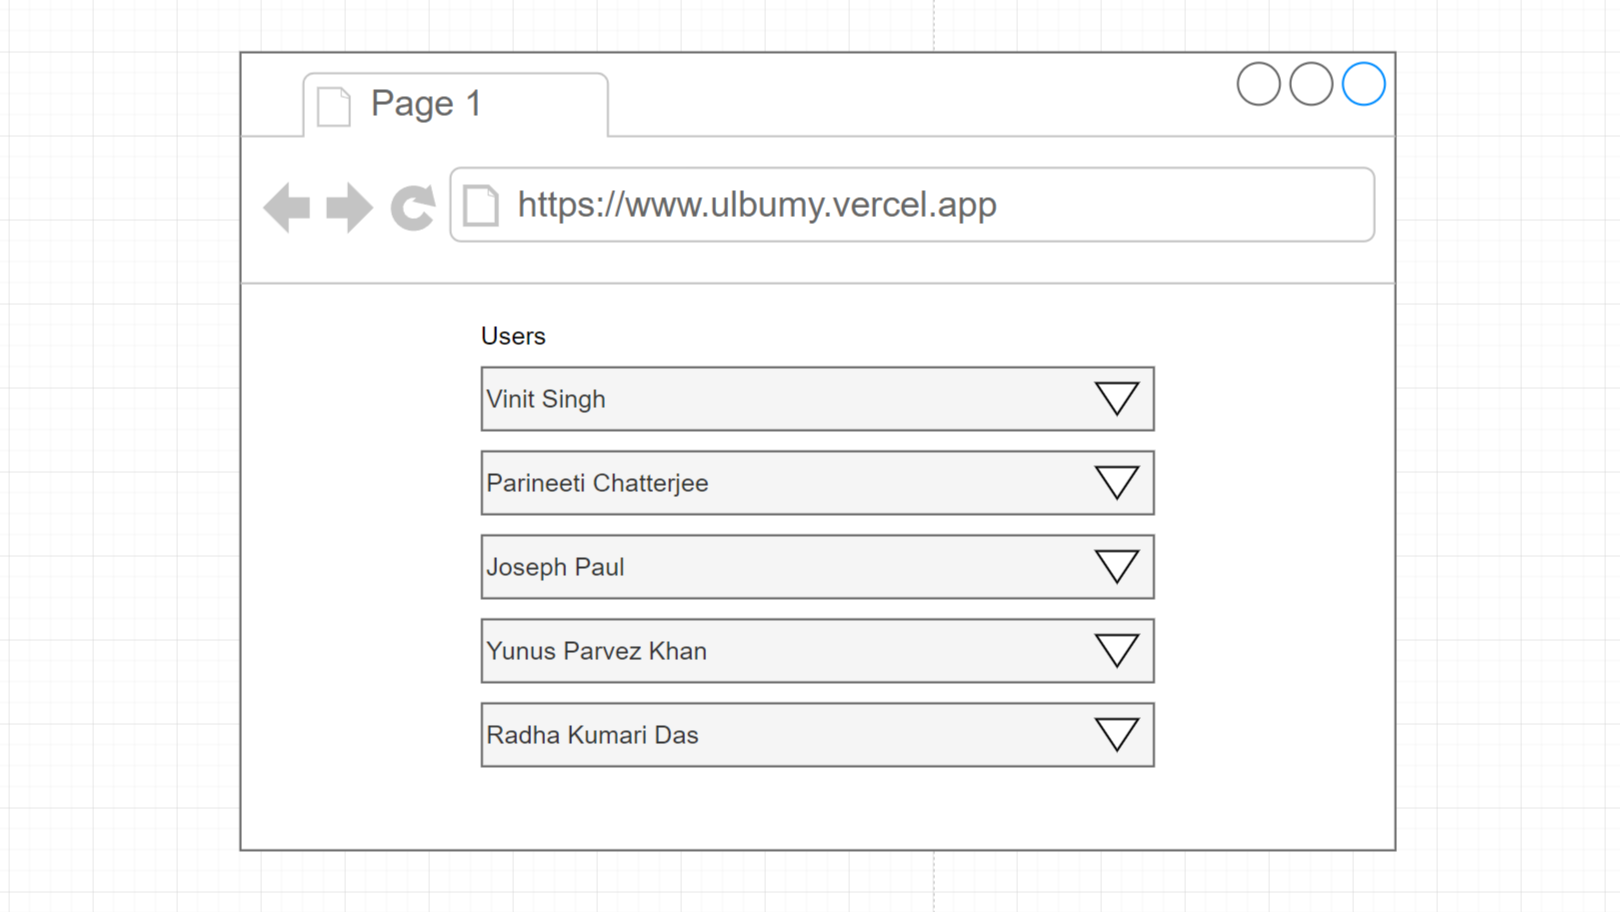 Page 1
https://www.ulbumy.vercel.app
Users
Vinit Singh
Parineeti Chatterjee
Joseph Paul
Yunus Parvez Khan
Radha Kumari Das